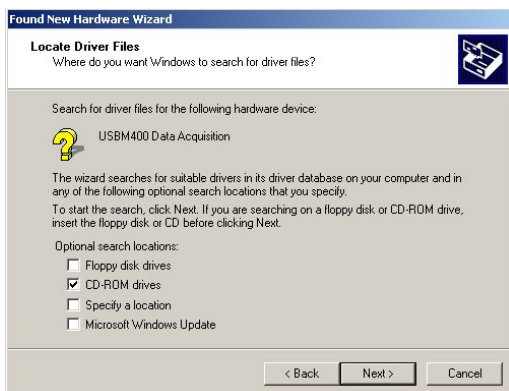 Found New Hardware Wizard
Locate Driver Files
Where do you want Windows to search for driver files?
Search for driver files for the following hardware device:
USBM400 Data Acquisition
The wizard searches for suitable drivers in its driver database on your computer and in
any of the following optional search locations that you specify.
To start the search, click Next. If you are searching on a floppy disk or CD-ROM drive,
insert the floppy disk or CD before clicking Next.
Optional search locations:
Floppy disk drives
CD-ROM drives
Specify a location
Microsoft Windows Update
< Back Next > Cancel